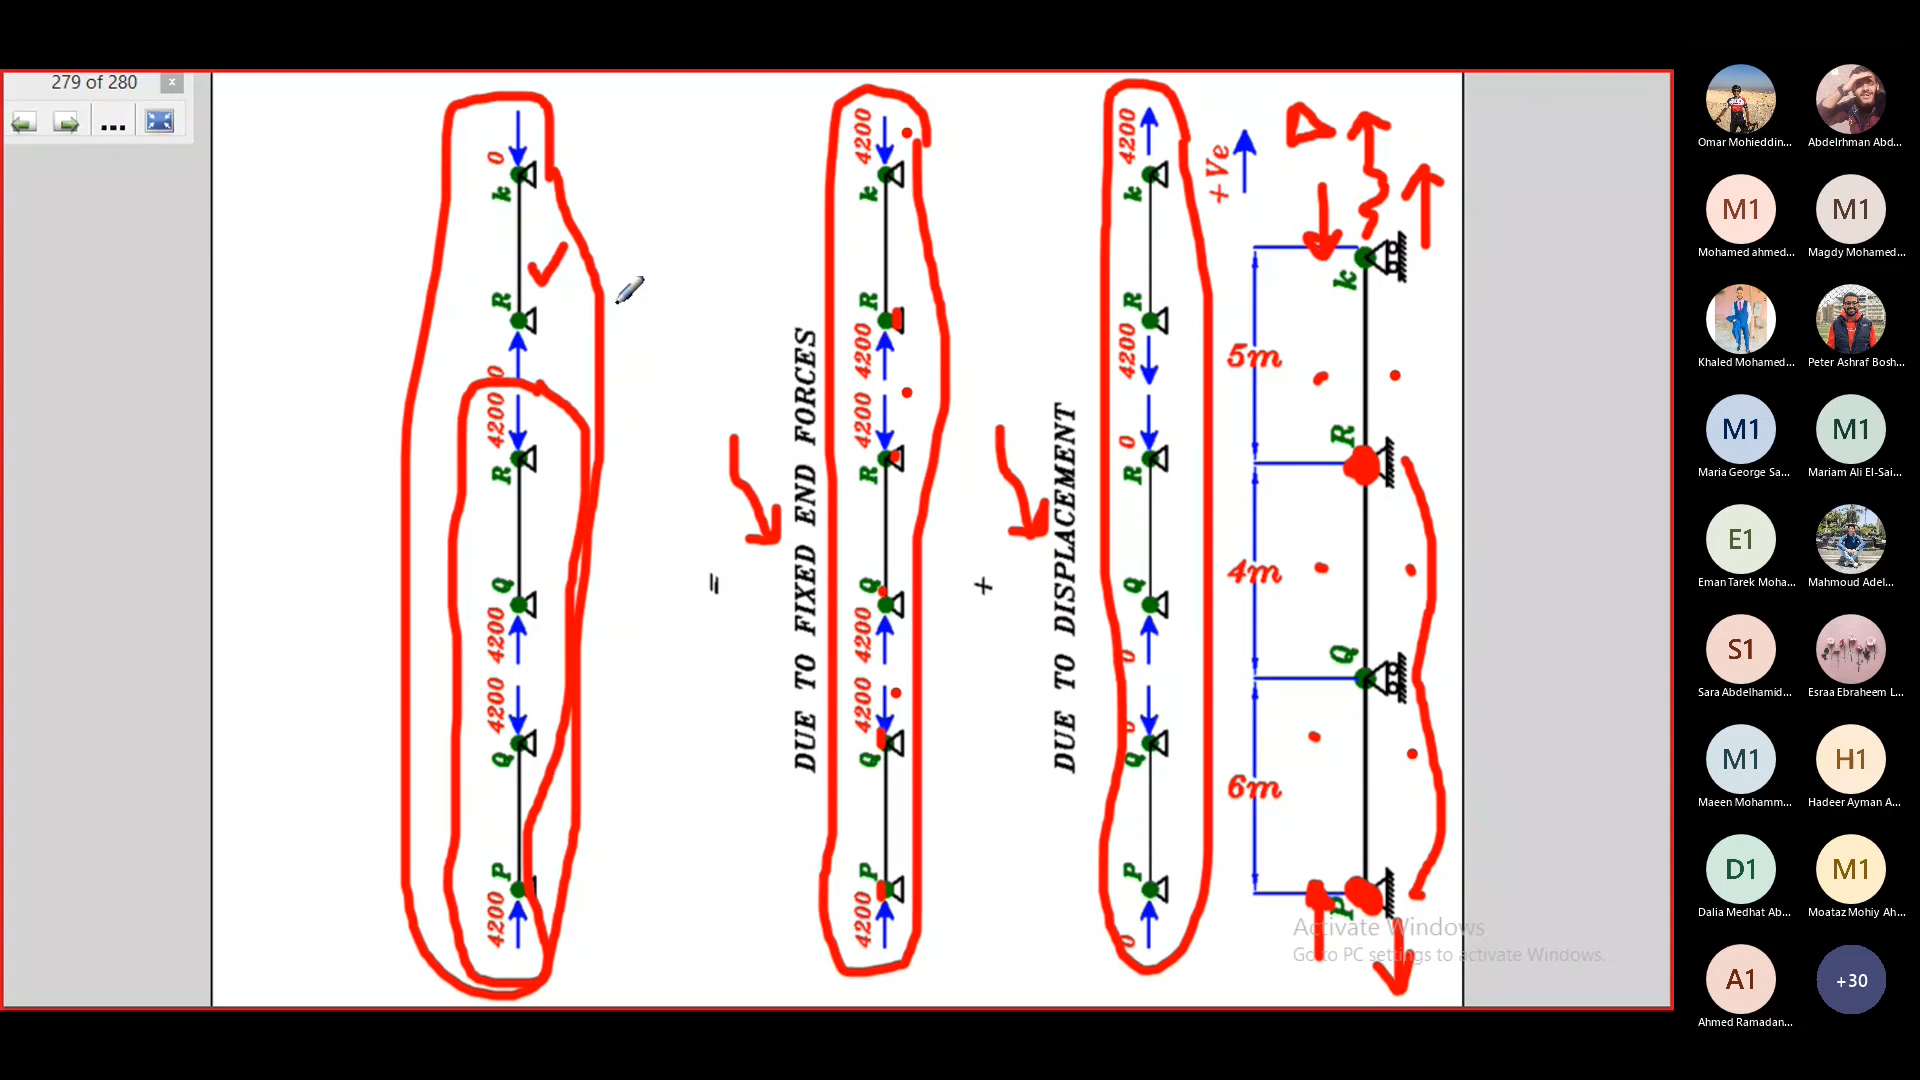 279 of 280
...
0
k
R
0
4200
R
Q
4200
4200
Q
P
4200
=
DUE TO FIXED END FORCES
4200
k
R
4200
4200
R
Q
4200
4200
Q
P
4200
+
DUE TO DISPLACEMENT
4200
k
R
4200
0
R
Q
0
0
Q
P
0
+Ve
Δ
5m
4m
6m
k
R
Q
P
Activate Windows
Go to PC settings to activate Windows.
Omar Mohieddin...
Abdelrhman Abd...
M1
Mohamed ahmed...
M1
Magdy Mohamed...
Khaled Mohamed...
Peter Ashraf Bosh...
M1
Maria George Sa...
M1
Mariam Ali El-Sai...
E1
Eman Tarek Moha...
Mahmoud Adel...
S1
Sara Abdelhamid...
Esraa Ebraheem L...
M1
Maeen Mohamm...
H1
Hadeer Ayman A...
D1
Dalia Medhat Ab...
M1
Moataz Mohiy Ah...
A1
Ahmed Ramadan...
+30